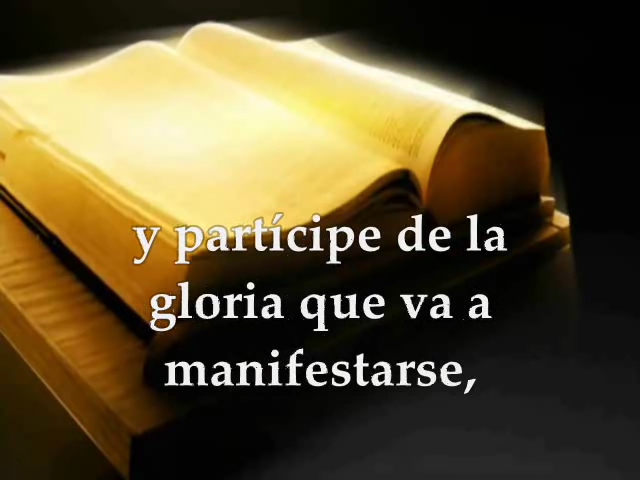 y partícipe de la
gloria que va a
manifestarse,